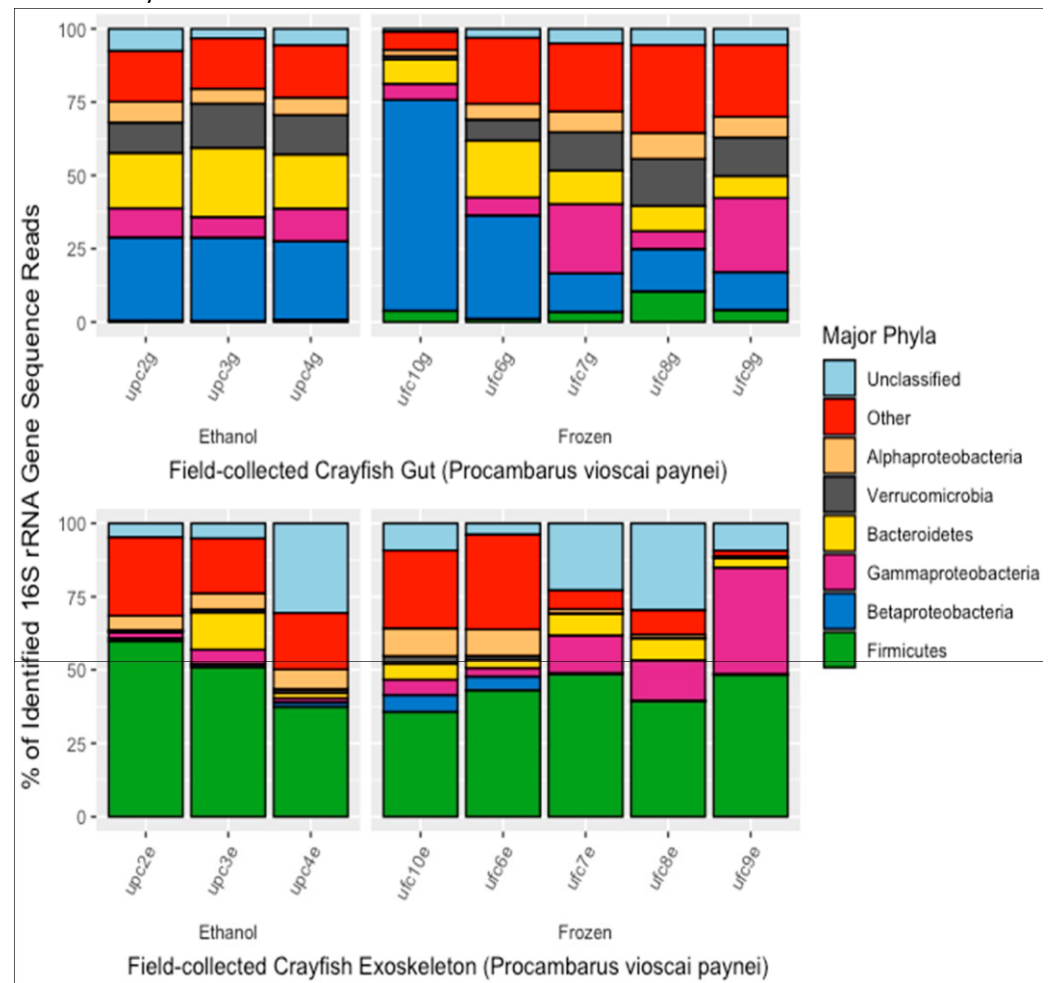 % of Identified 16S rRNA Gene Sequence Reads
100
75
50
25
0
upc2g
upc3g
upc4g
ufc10g
ufc6g
ufc7g
ufc8g
ufc9g
Ethanol
Frozen
Field-collected Crayfish Gut (Procambarus vioscai paynei)
100
75
50
25
0
upc2e
upc3e
upc4e
ufc10e
ufc6e
ufc7e
ufc8e
ufc9e
Ethanol
Frozen
Field-collected Crayfish Exoskeleton (Procambarus vioscai paynei)
Major Phyla
Unclassified
Other
Alphaproteobacteria
Verrucomicrobia
Bacteroidetes
Gammaproteobacteria
Betaproteobacteria
Firmicutes